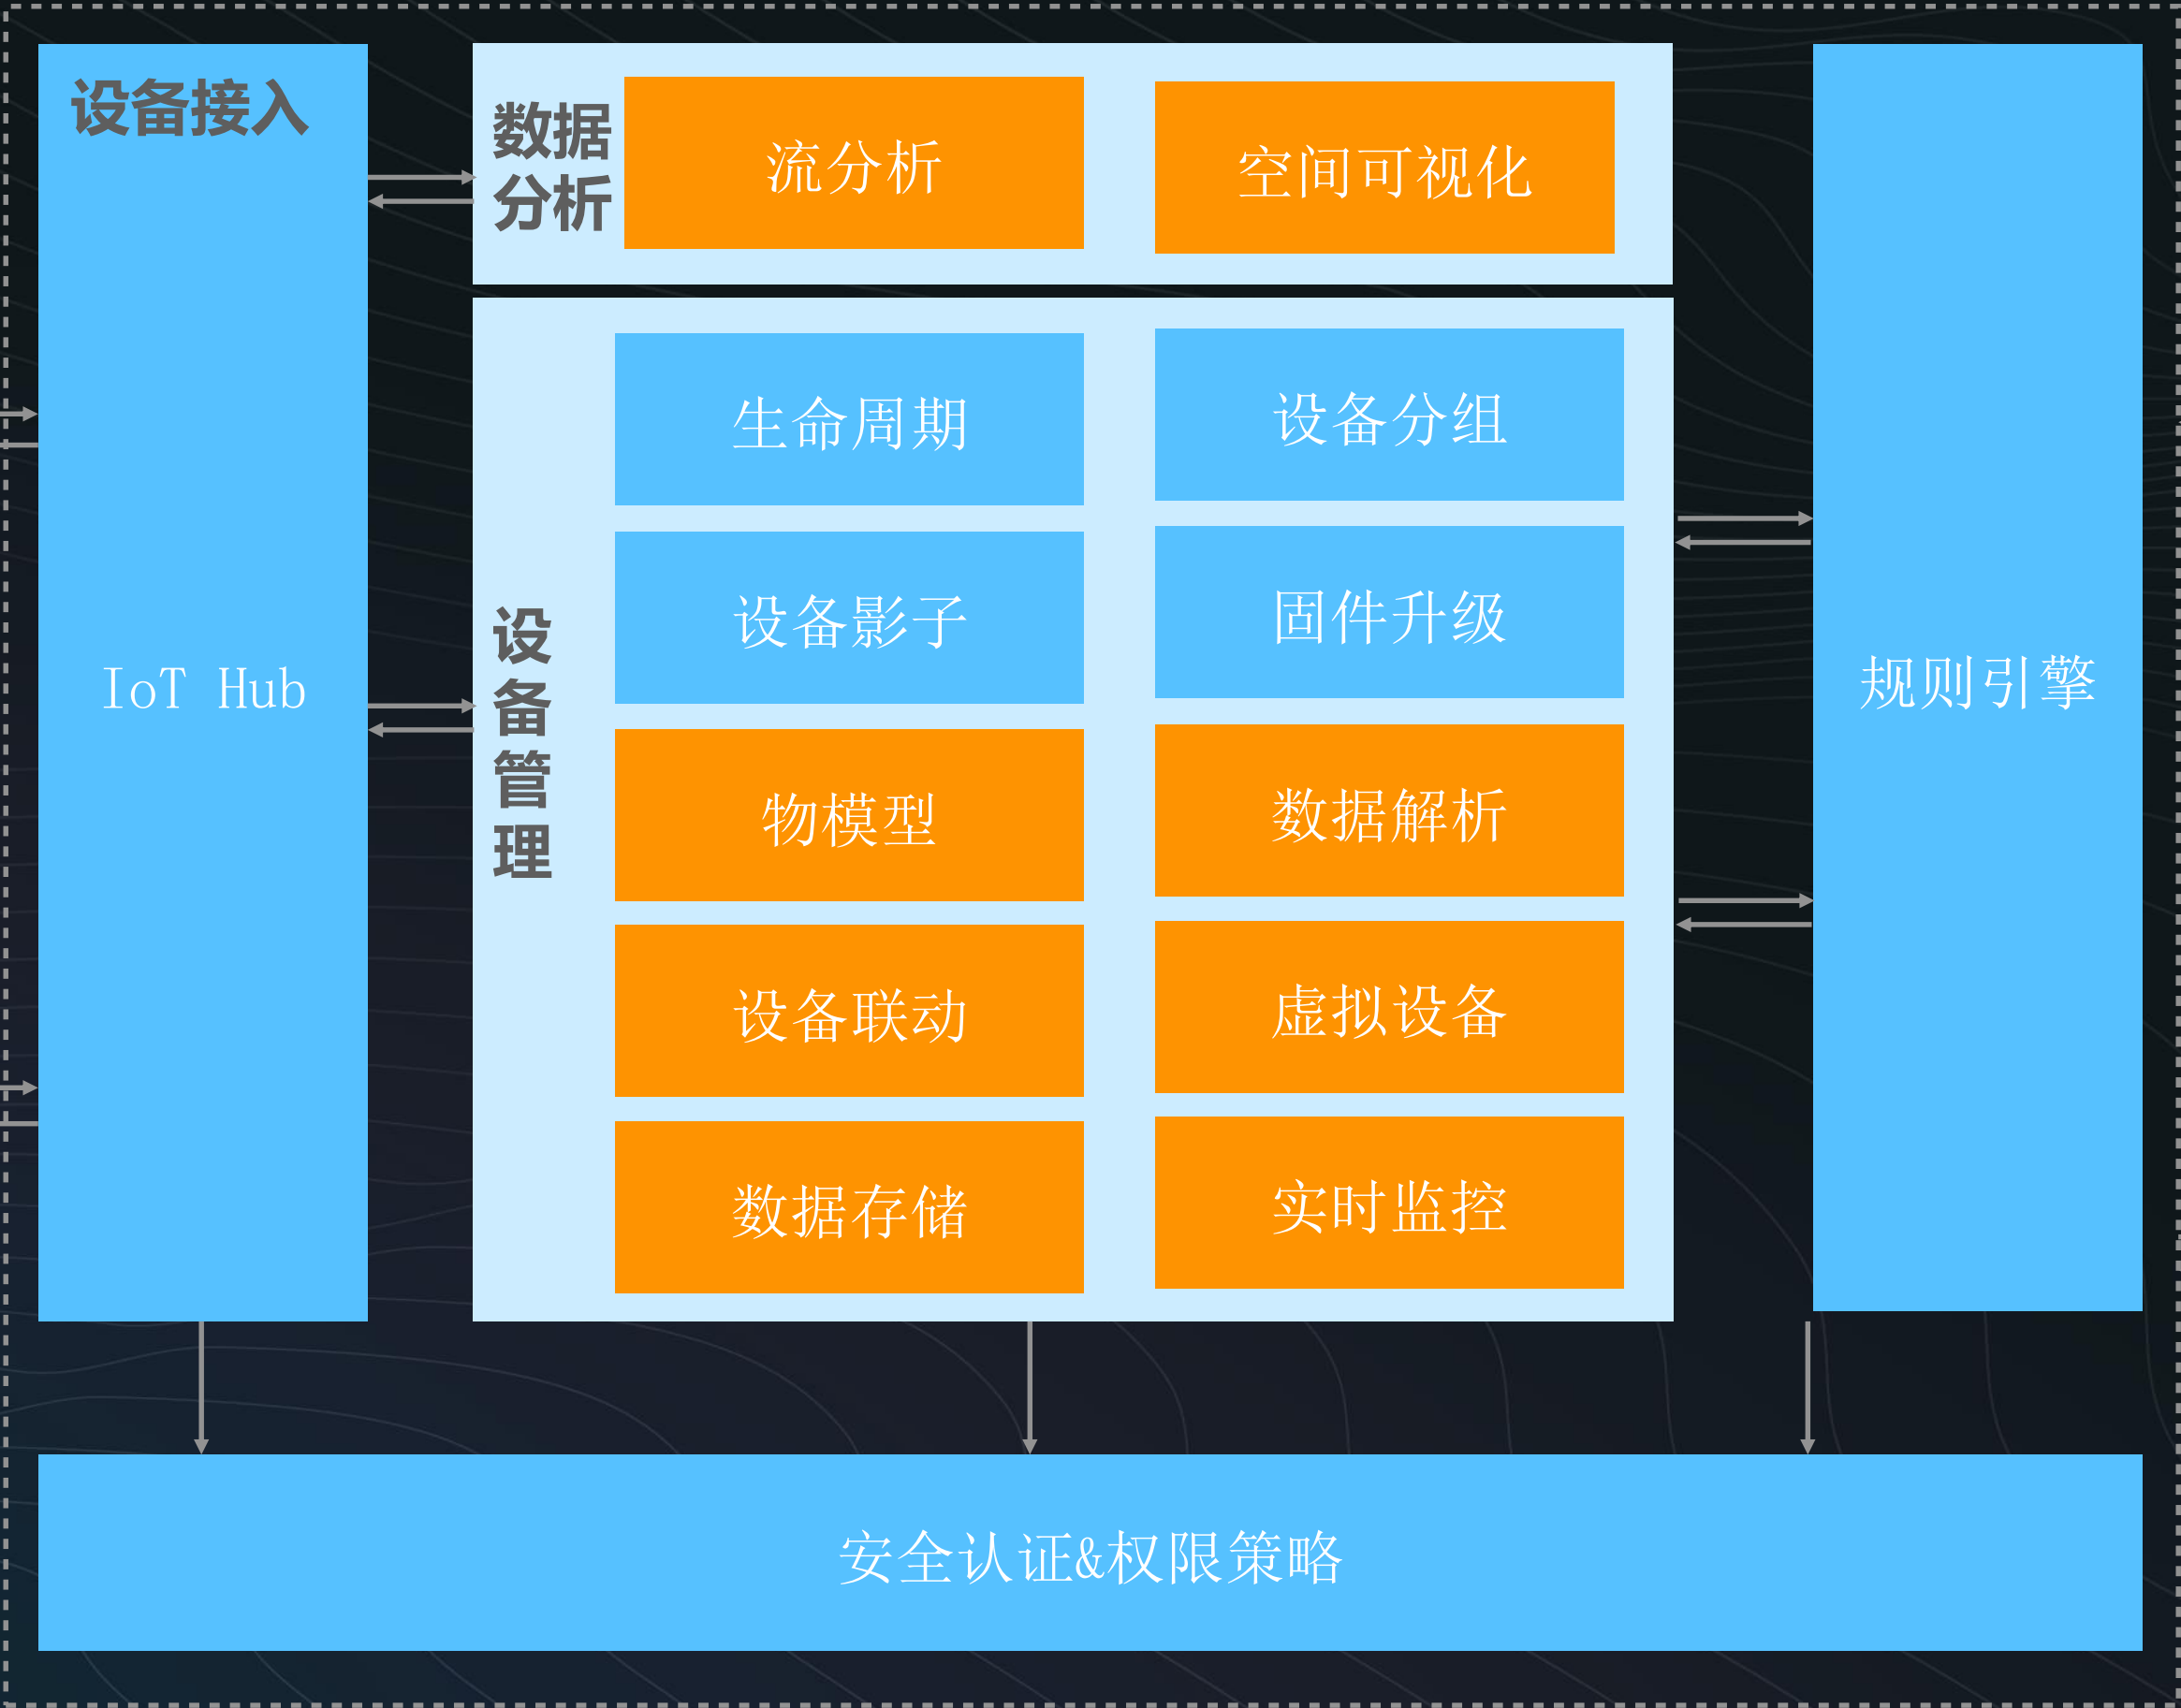 设备接入
IoT Hub
数据
分析
流分析
空间可视化
设
备
管
理
生命周期
设备分组
设备影子
固件升级
物模型
数据解析
设备联动
虚拟设备
数据存储
实时监控
规则引擎
安全认证&权限策略